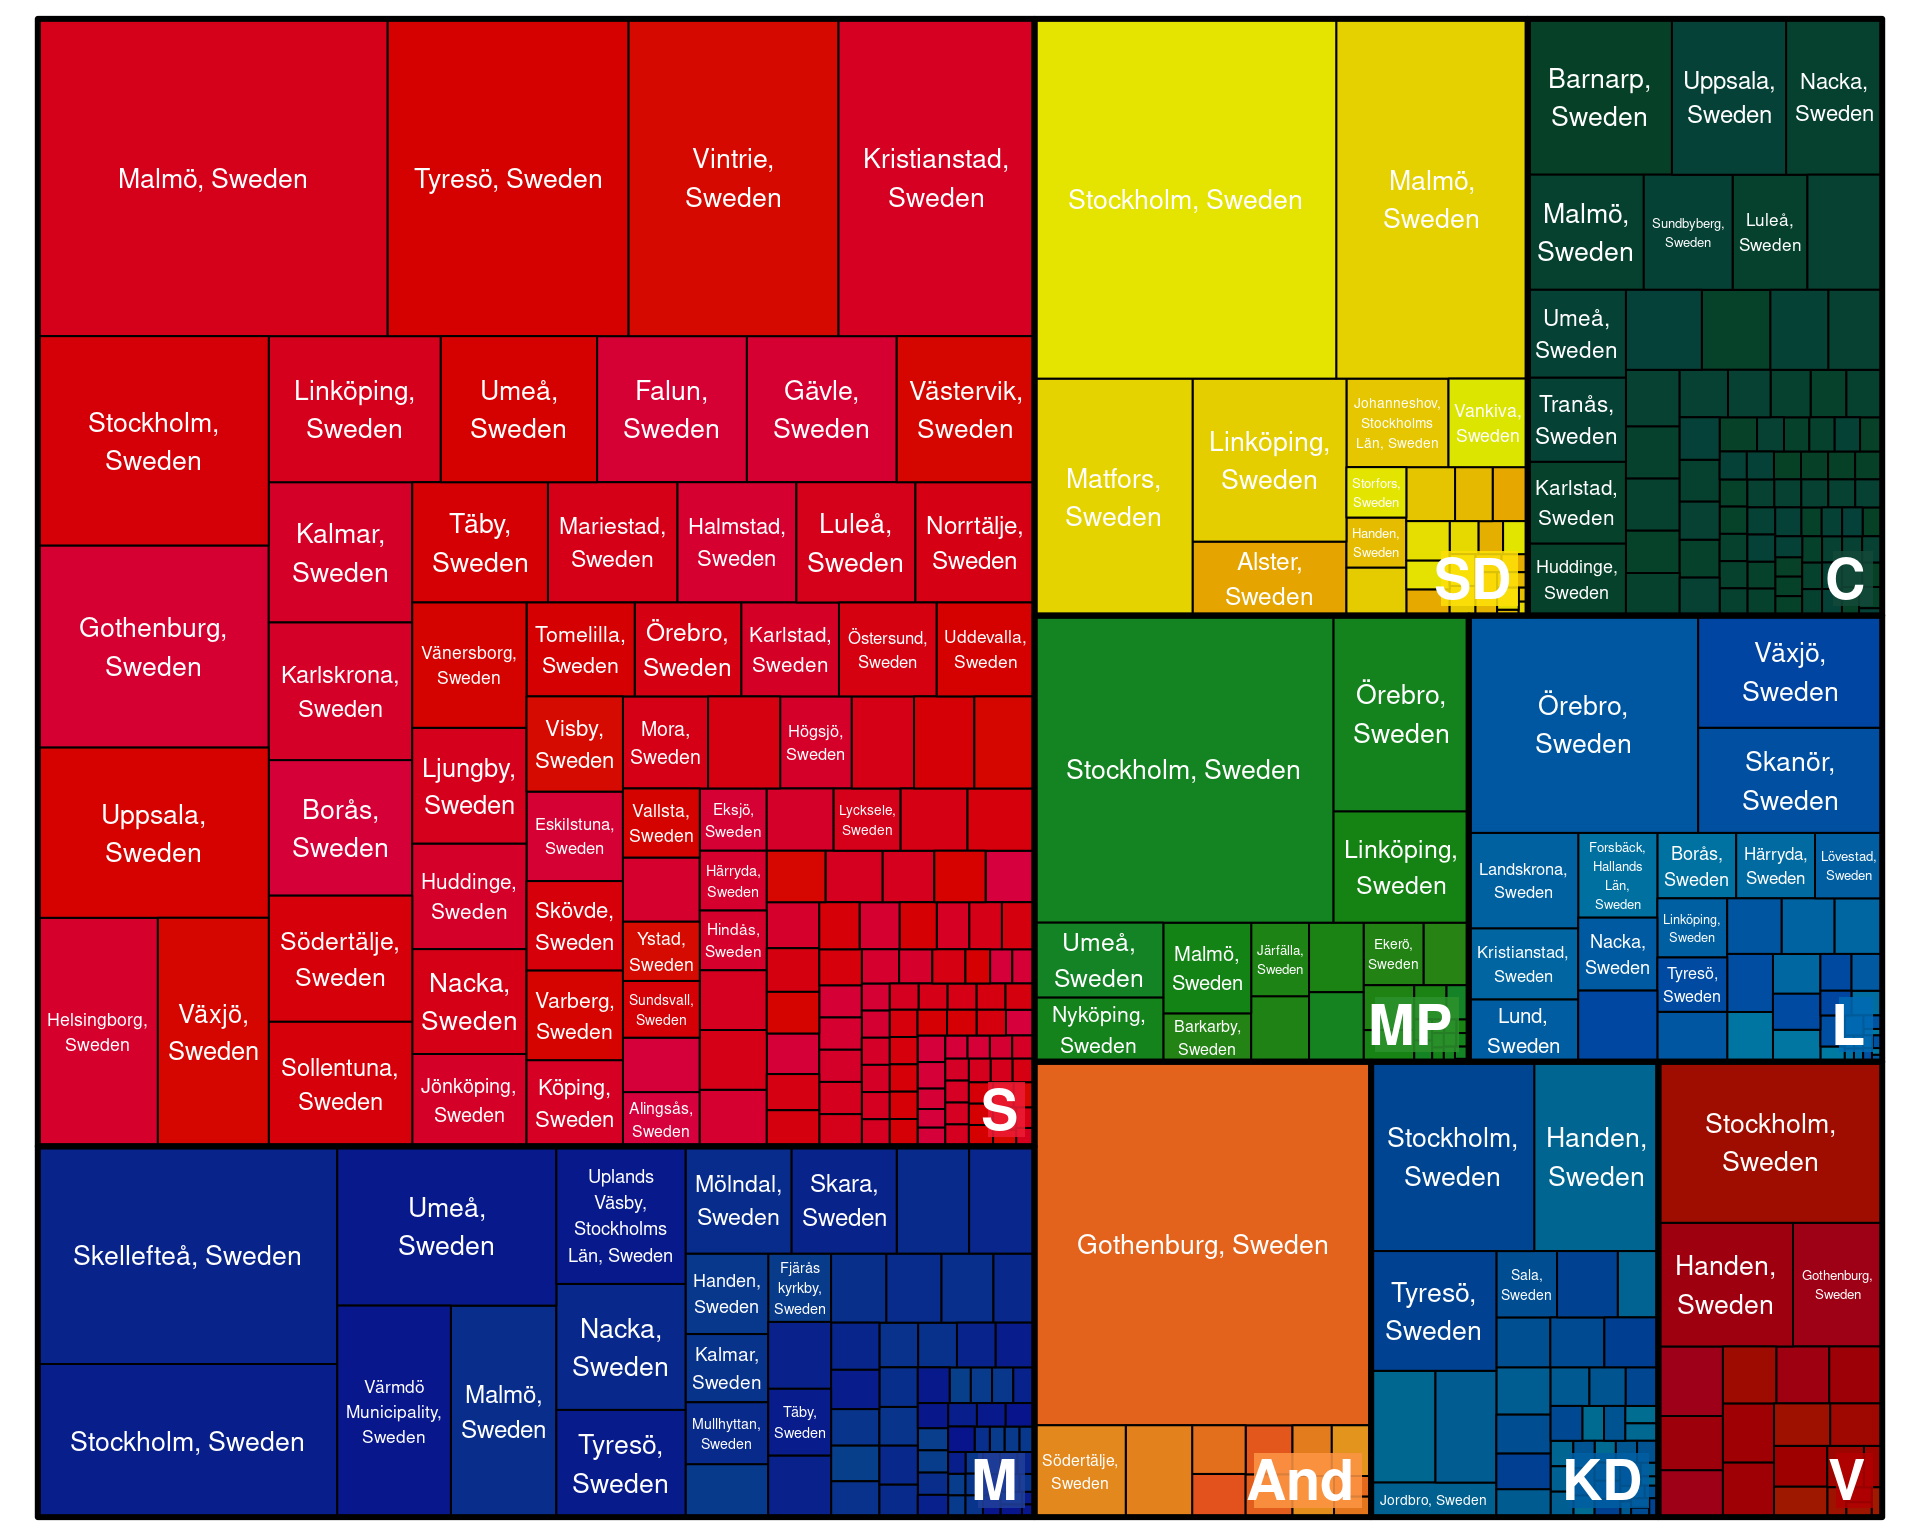 Malmö, Sweden
Tyresö, Sweden
Vintrie,
Sweden
Kristianstad,
Sweden
Stockholm,
Sweden
Linköping,
Sweden
Umeå,
Sweden
Falun,
Sweden
Gävle,
Sweden
Västervik,
Sweden
Kalmar,
Sweden
Täby,
Sweden
Mariestad,
Sweden
Halmstad,
Sweden
Luleå,
Sweden
Norrtälje,
Sweden
Gothenburg,
Sweden
Karlskrona,
Sweden
Vänersborg,
Sweden
Tomelilla,
Sweden
Örebro,
Sweden
Karlstad,
Sweden
Östersund,
Sweden
Uddevalla,
Sweden
Visby,
Sweden
Mora,
Sweden
Högsjö,
Sweden
Ljungby,
Sweden
Uppsala,
Sweden
Borås,
Sweden
Eskilstuna,
Sweden
Vallsta,
Sweden
Eksjö,
Sweden
Lycksele,
Sweden
Huddinge,
Sweden
Härryda,
Sweden
Skövde,
Sweden
Ystad,
Sweden
Hindås,
Sweden
Helsingborg,
Sweden
Växjö,
Sweden
Södertälje,
Sweden
Nacka,
Sweden
Varberg,
Sweden
Sundsvall,
Sweden
Sollentuna,
Sweden
Jönköping,
Sweden
Köping,
Sweden
Alingsås,
Sweden
S
Skellefteå, Sweden
Stockholm, Sweden
Umeå,
Sweden
Värmdö
Municipality,
Sweden
Malmö,
Sweden
Uplands
Väsby,
Stockholms
Län, Sweden
Nacka,
Sweden
Tyresö,
Sweden
Mölndal,
Sweden
Skara,
Sweden
Handen,
Sweden
Fjärås
kyrkby,
Sweden
Kalmar,
Sweden
Mullhyttan,
Sweden
Täby,
Sweden
M
Stockholm, Sweden
Malmö,
Sweden
Matfors,
Sweden
Linköping,
Sweden
Alster,
Sweden
Johanneshov,
Stockholms
Län, Sweden
Vankiva,
Sweden
Storfors,
Sweden
Handen,
Sweden
SD
Barnarp,
Sweden
Uppsala,
Sweden
Nacka,
Sweden
Malmö,
Sweden
Sundbyberg,
Sweden
Luleå,
Sweden
Umeå,
Sweden
Tranås,
Sweden
Karlstad,
Sweden
Huddinge,
Sweden
C
Stockholm, Sweden
Örebro,
Sweden
Linköping,
Sweden
Umeå,
Sweden
Nyköping,
Sweden
Malmö,
Sweden
Barkarby,
Sweden
Järfälla,
Sweden
Ekerö,
Sweden
MP
Örebro,
Sweden
Växjö,
Sweden
Skanör,
Sweden
Landskrona,
Sweden
Kristianstad,
Sweden
Lund,
Sweden
Forsbäck,
Hallands
Län,
Sweden
Nacka,
Sweden
Borås,
Sweden
Härryda,
Sweden
Lövestad,
Sweden
Linköping,
Sweden
Tyresö,
Sweden
L
Gothenburg, Sweden
Södertälje,
Sweden
And
Stockholm,
Sweden
Handen,
Sweden
Tyresö,
Sweden
Sala,
Sweden
Jordbro, Sweden
KD
Stockholm,
Sweden
Handen,
Sweden
Gothenburg,
Sweden
V